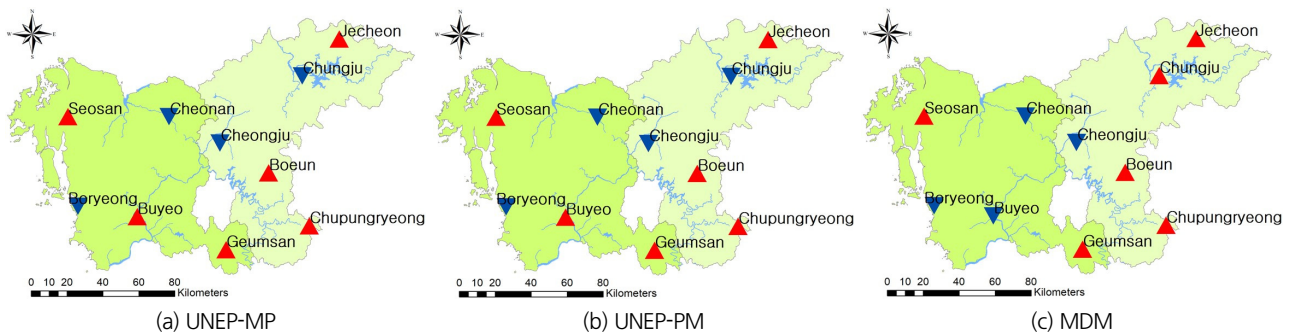 N
W E
S
Jecheon
Chungju
Seosan
Cheonan
Cheongju
Boeun
Boryeong
Buyeo
Chupungryeong
Geumsan
0 10 20 40 60 80
Kilometers
(a) UNEP-MP
N
W E
S
Jecheon
Chungju
Seosan
Cheonan
Cheongju
Boeun
Boryeong
Buyeo
Chupungryeong
Geumsan
0 10 20 40 60 80
Kilometers
(b) UNEP-PM
N
W E
S
Jecheon
Chungju
Seosan
Cheonan
Cheongju
Boeun
Boryeong
Buyeo
Chupungryeong
Geumsan
0 10 20 40 60 80
Kilometers
(c) MDM